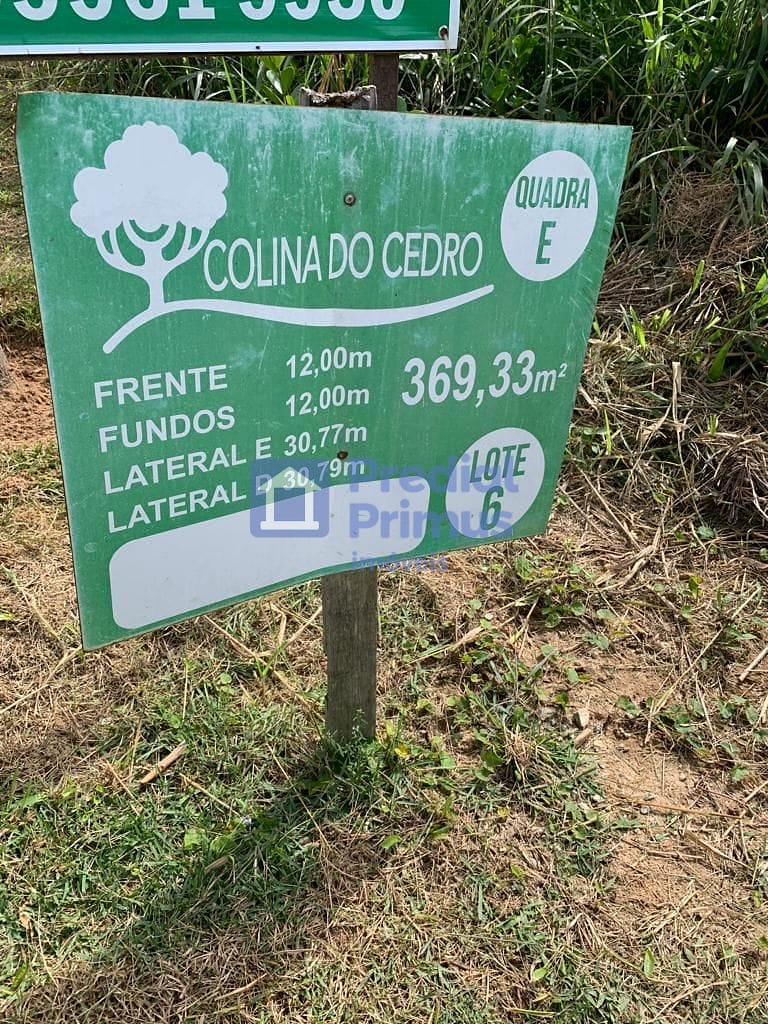 COLINA DO CEDRO
QUADRA
E
FRENTE 12,00m
FUNDOS 12,00m
LATERAL E 30,77m
LATERAL D 30,79m
369,33m²
LOTE
6
Predial
Primus
imóveis